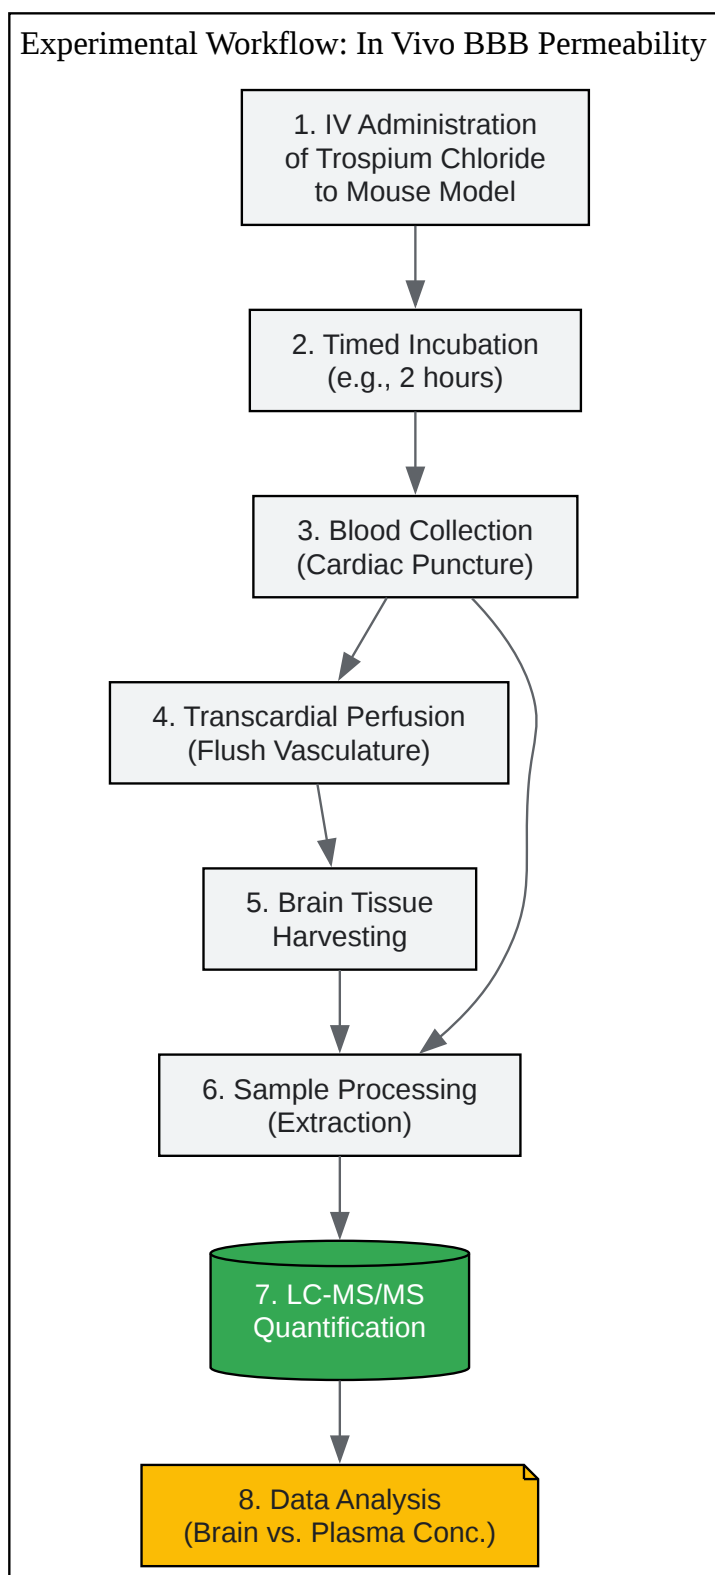 Experimental Workflow: In Vivo BBB Permeability
1. IV Administration
of Trospium Chloride
to Mouse Model
2. Timed Incubation
(e.g., 2 hours)
3. Blood Collection
(Cardiac Puncture)
4. Transcardial Perfusion
(Flush Vasculature)
5. Brain Tissue
Harvesting
6. Sample Processing
(Extraction)
7. LC-MS/MS
Quantification
8. Data Analysis
(Brain vs. Plasma Conc.)